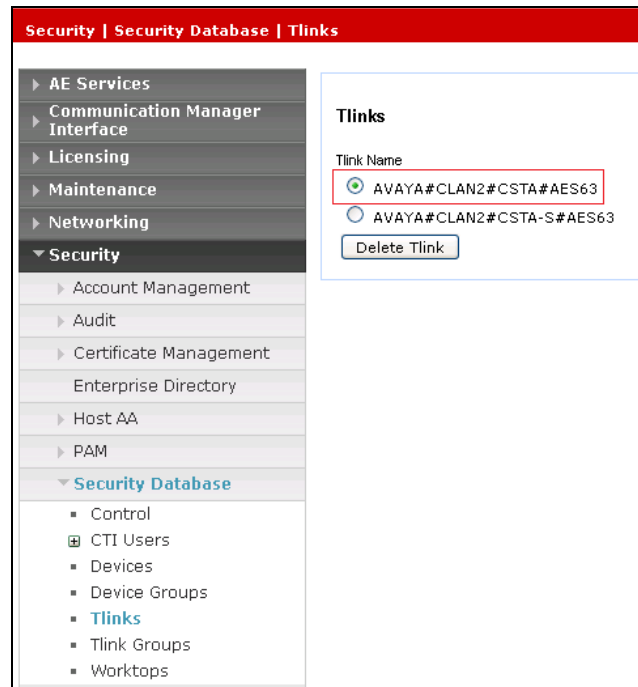 Security | Security Database | Tlinks
AE Services
Communication Manager
Interface
Licensing
Maintenance
Networking
Security
Account Management
Audit
Certificate Management
Enterprise Directory
Host AA
PAM
Security Database
Control
CTI Users
Devices
Device Groups
Tlinks
Tlink Groups
Worktops
Tlinks
Tlink Name
AVAYA#CLAN2#CSTA#AES63
AVAYA#CLAN2#CSTA-S#AES63
Delete Tlink